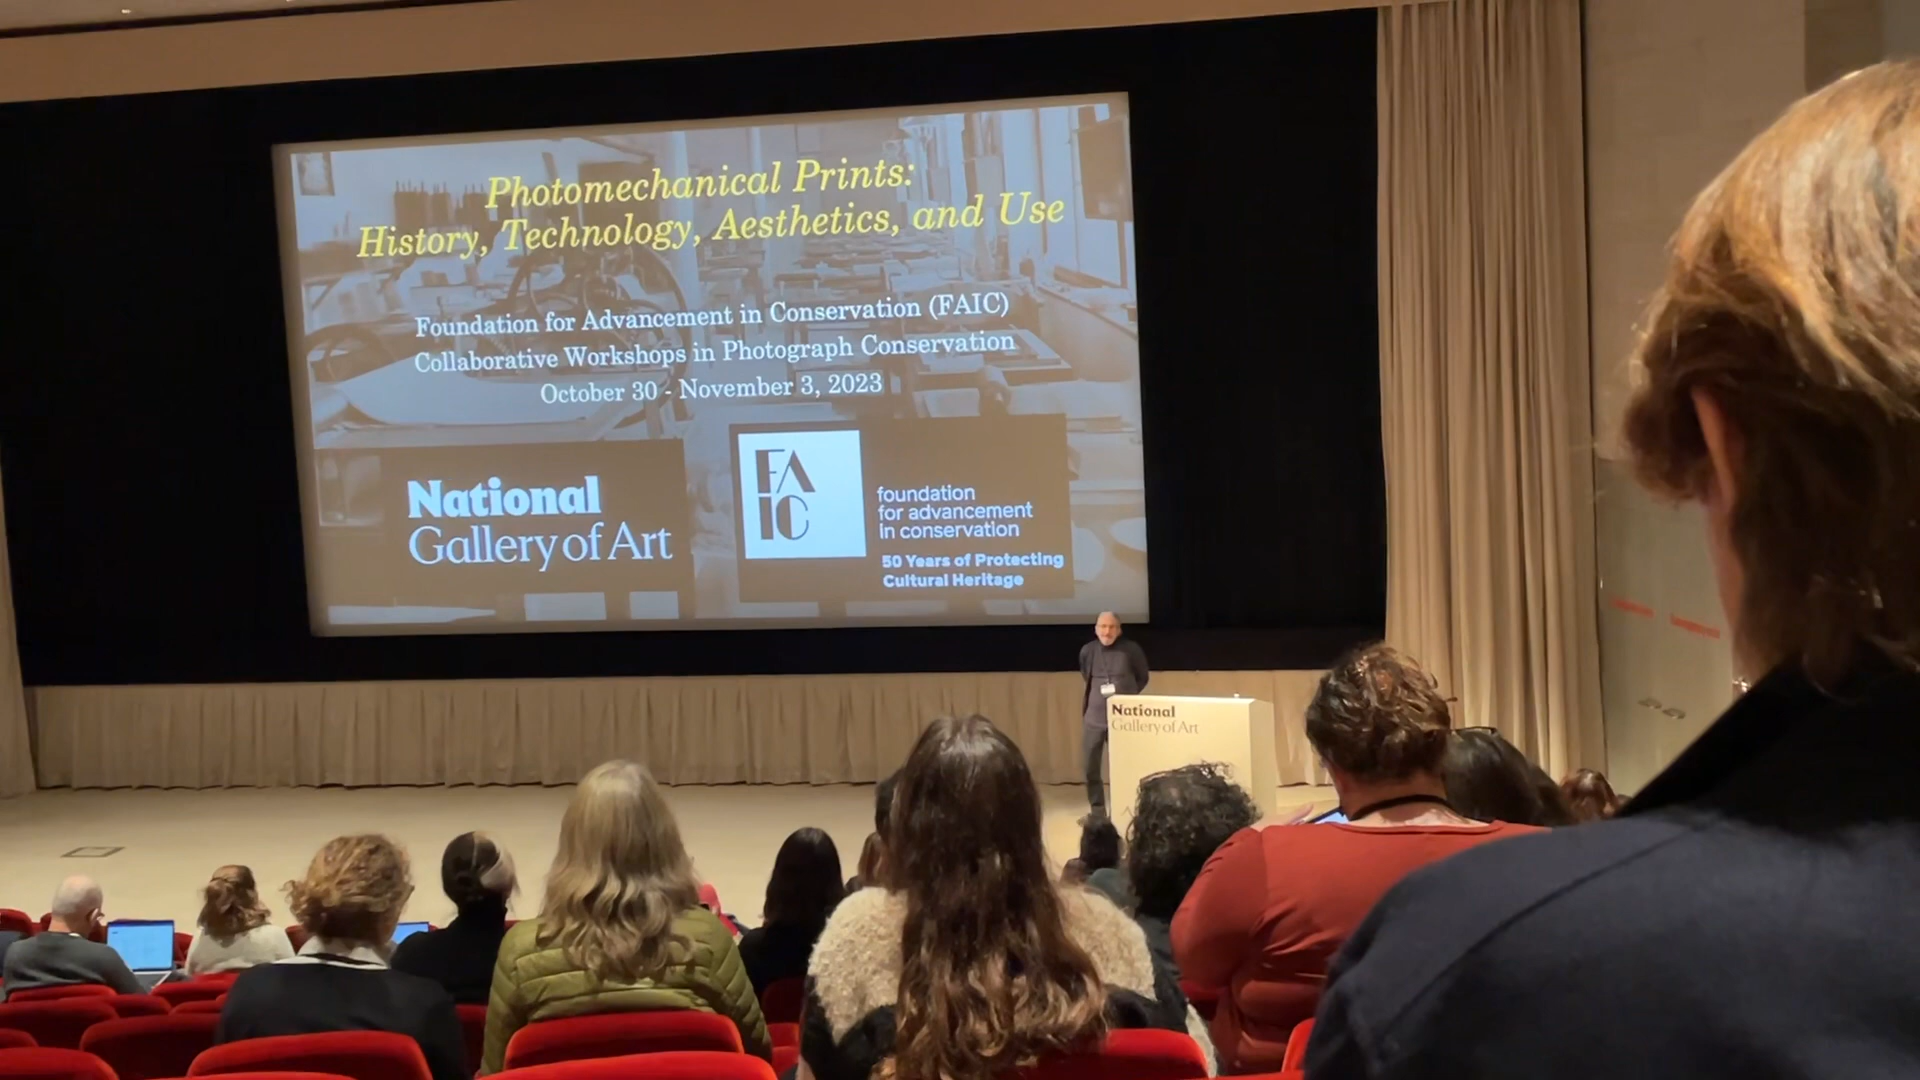 Photomechanical Prints:
History, Technology, Aesthetics, and Use
Foundation for Advancement in Conservation (FAIC)
Collaborative Workshops in Photograph Conservation
October 30 - November 3, 2023
National
Gallery of Art
FA
IC
foundation
for advancement
in conservation
50 Years of Protecting
Cultural Heritage
National
Gallery of Art